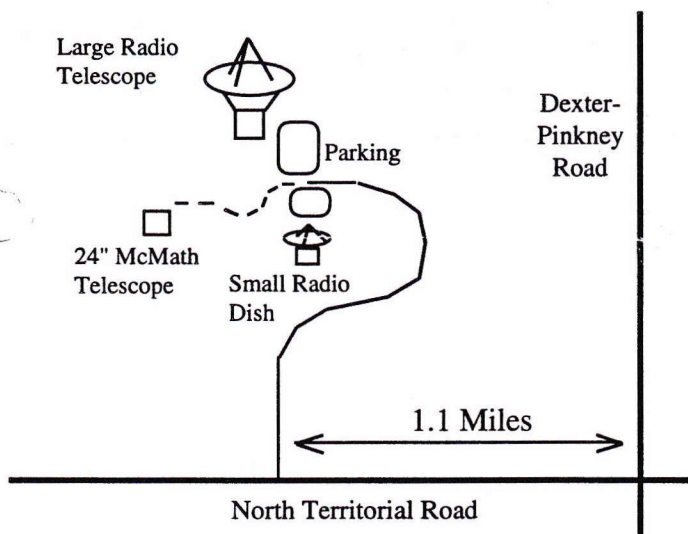 Large Radio
Telescope
Dexter-
Pinkney
Road
Parking
24" McMath
Telescope
Small Radio
Dish
1.1 Miles
North Territorial Road